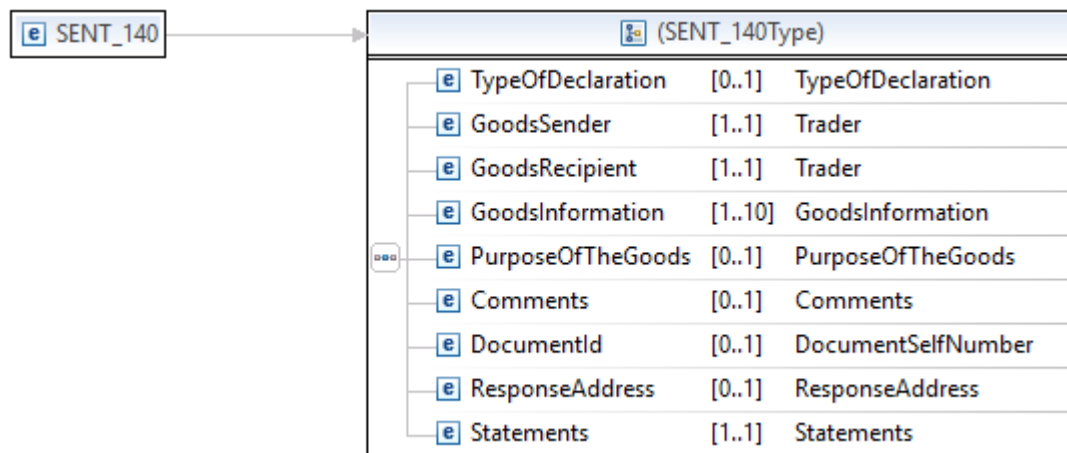 e SENT_140
(SENT_140Type)
e TypeOfDeclaration [0..1] TypeOfDeclaration
e GoodsSender [1..1] Trader
e GoodsRecipient [1..1] Trader
e GoodsInformation [1..10] GoodsInformation
e PurposeOfTheGoods [0..1] PurposeOfTheGoods
e Comments [0..1] Comments
e DocumentId [0..1] DocumentSelfNumber
e ResponseAddress [0..1] ResponseAddress
e Statements [1..1] Statements